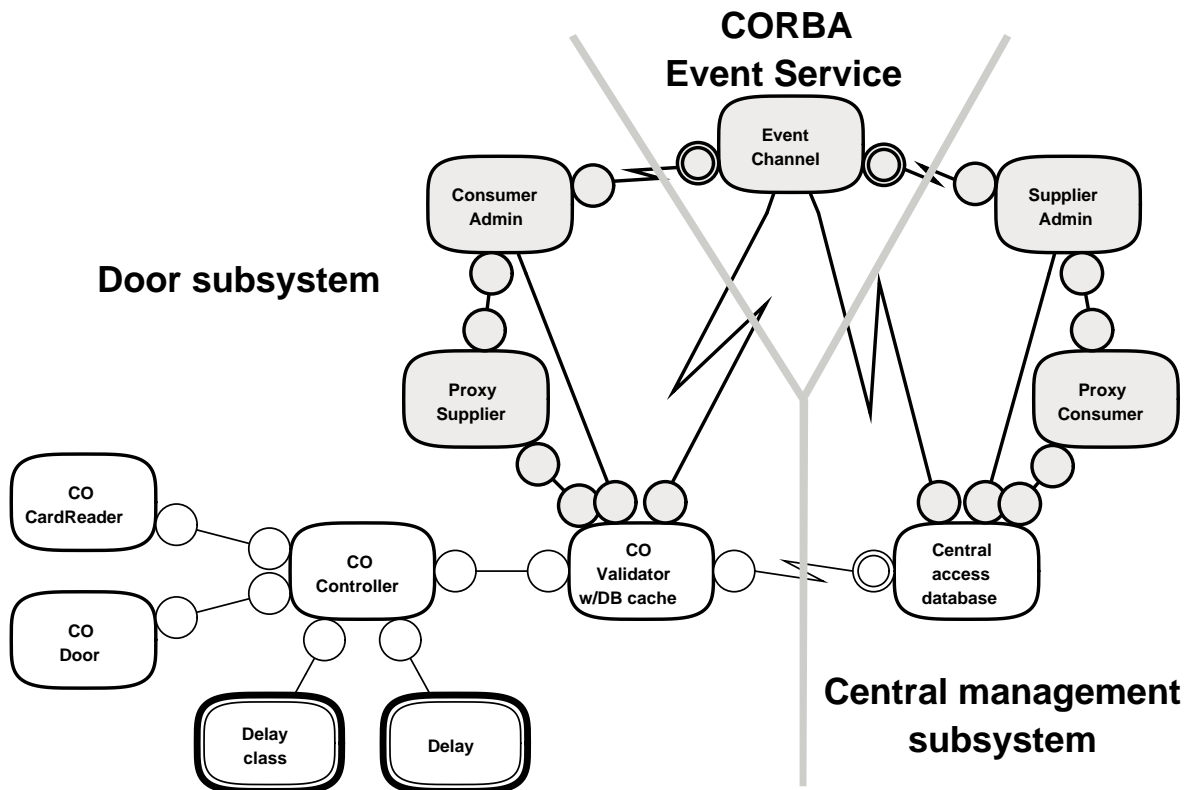 CORBA
Event Service
Event
Channel
Consumer
Admin
Supplier
Admin
Door subsystem
Proxy
Supplier
Proxy
Consumer
CO
CardReader
CO
Controller
CO
Validator
w/DB cache
Central
access
database
CO
Door
Delay
class
Delay
Central management
subsystem